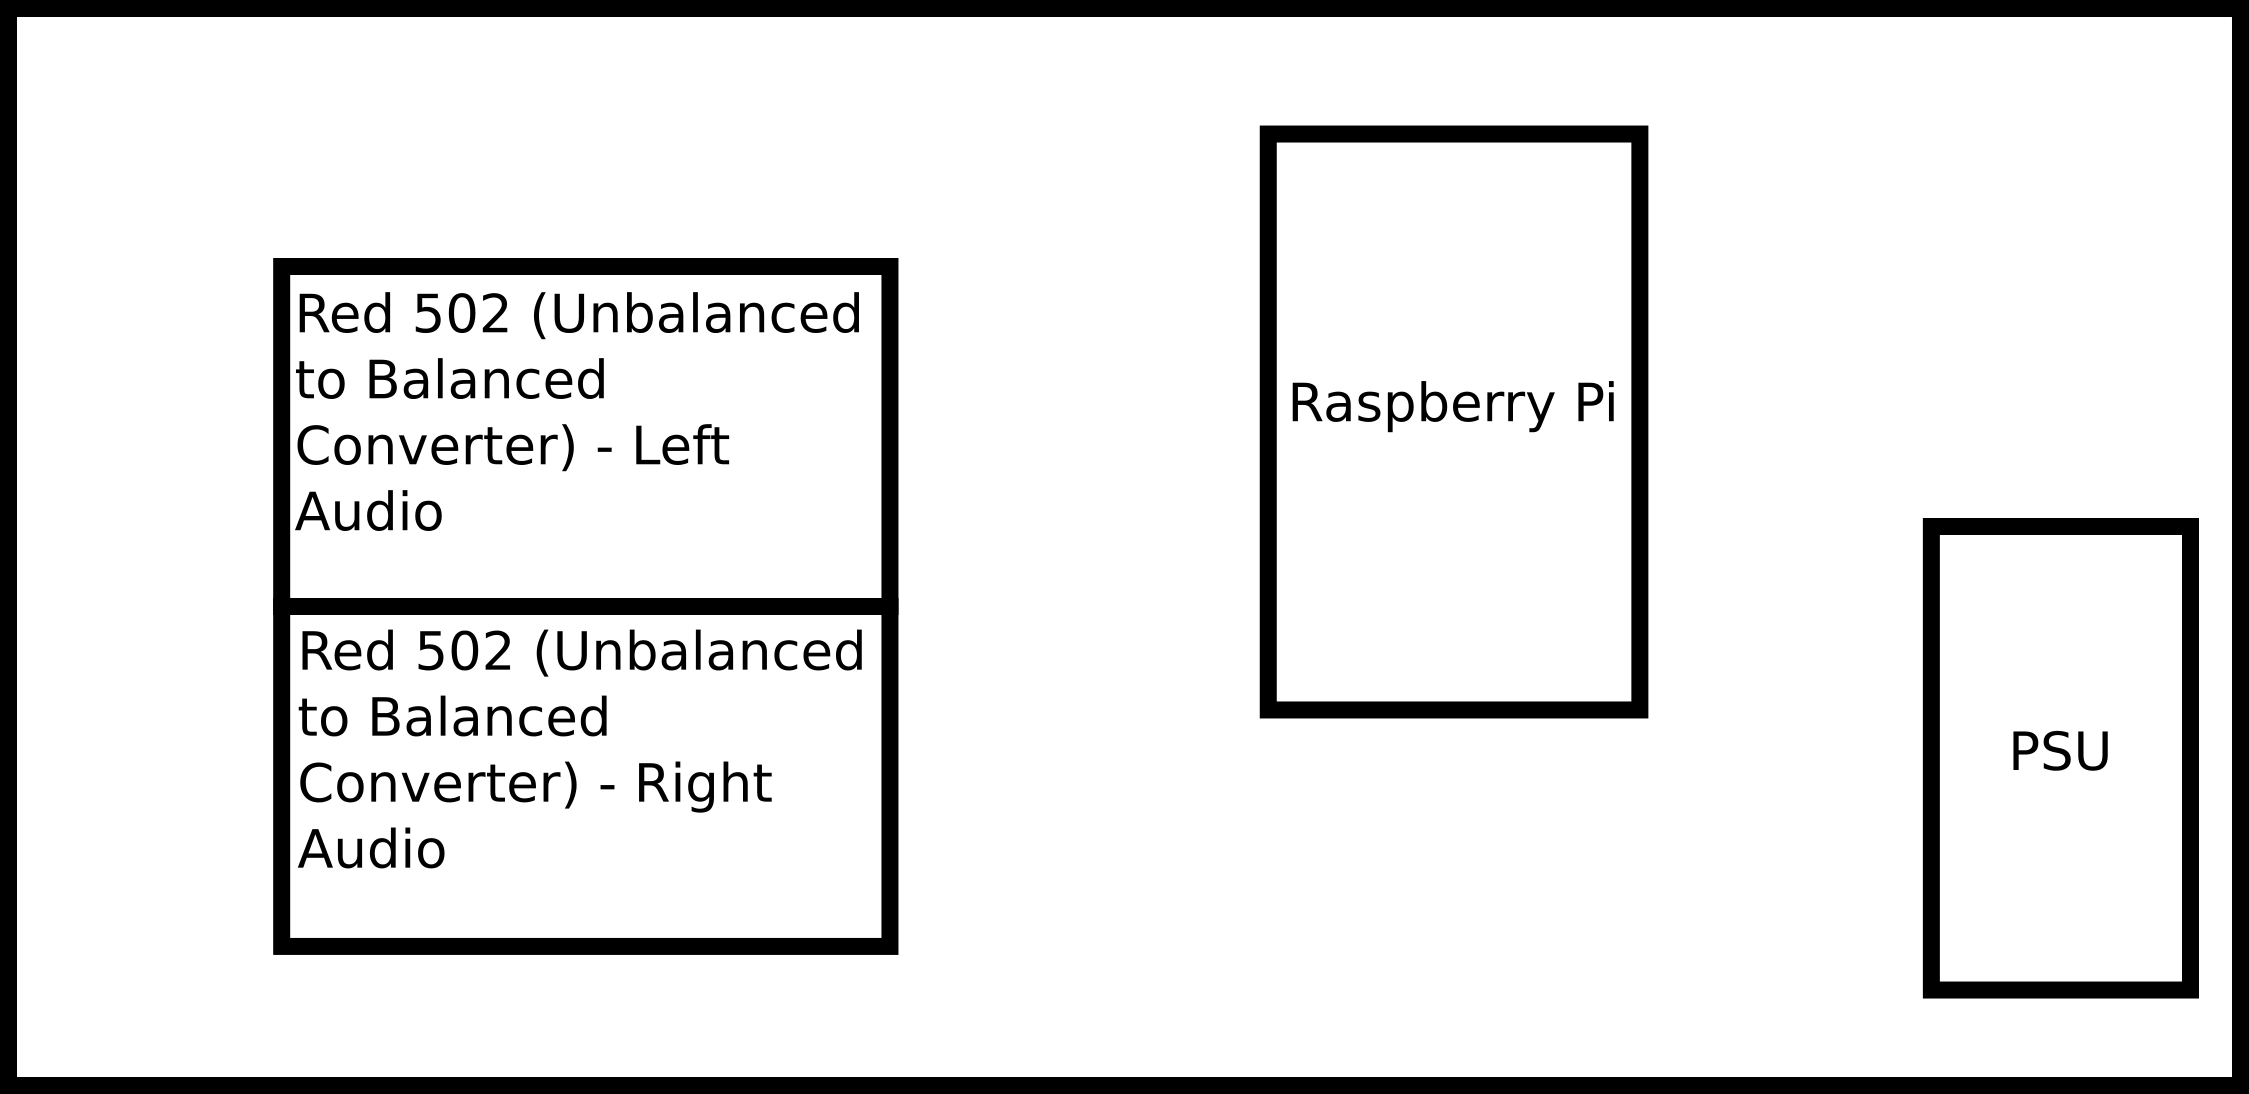 Red 502 (Unbalanced
to Balanced
Converter) - Left
Audio
Red 502 (Unbalanced
to Balanced
Converter) - Right
Audio
Raspberry Pi
PSU